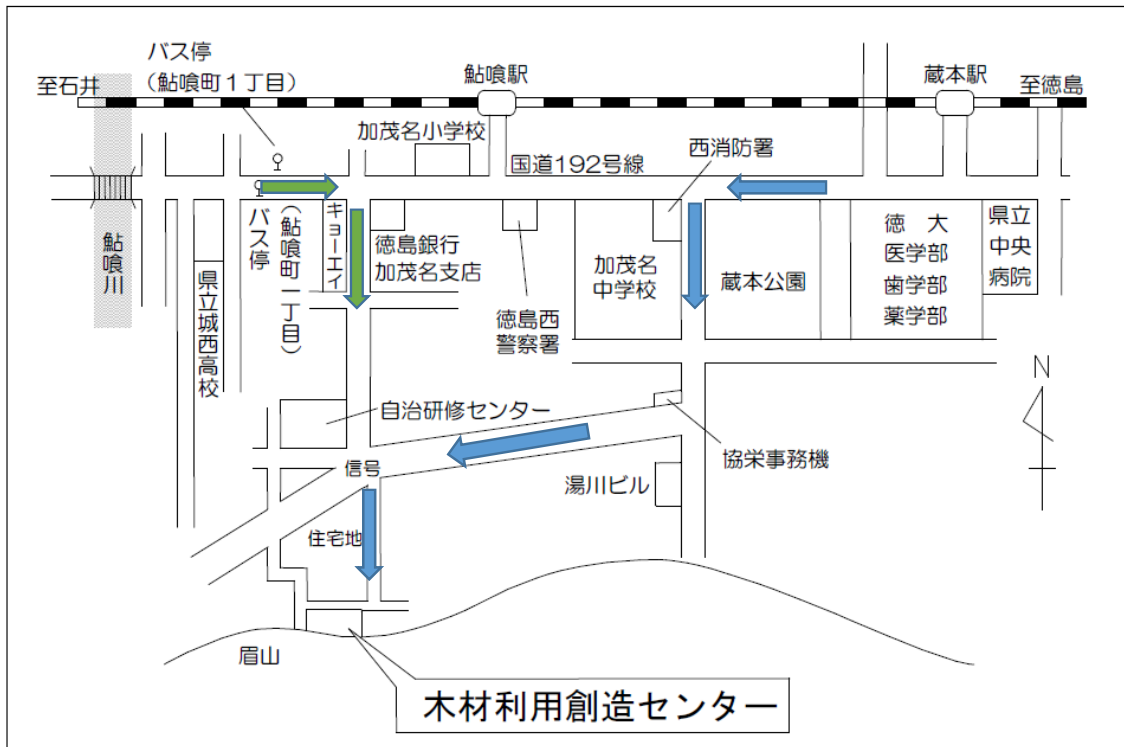 バス停
（鮎喰町１丁目）
至石井
鮎喰駅
蔵本駅
至徳島
加茂名小学校
国道192号線
西消防署
鮎喰川
県立城西高校
バス停
（鮎喰町一丁目）
キョーエイ
徳島銀行
加茂名支店
徳島西
警察署
加茂名
中学校
蔵本公園
徳　大
医学部
歯学部
薬学部
県立
中央
病院
N
自治研修センター
協栄事務機
信号
湯川ビル
住宅地
眉山
木材利用創造センター